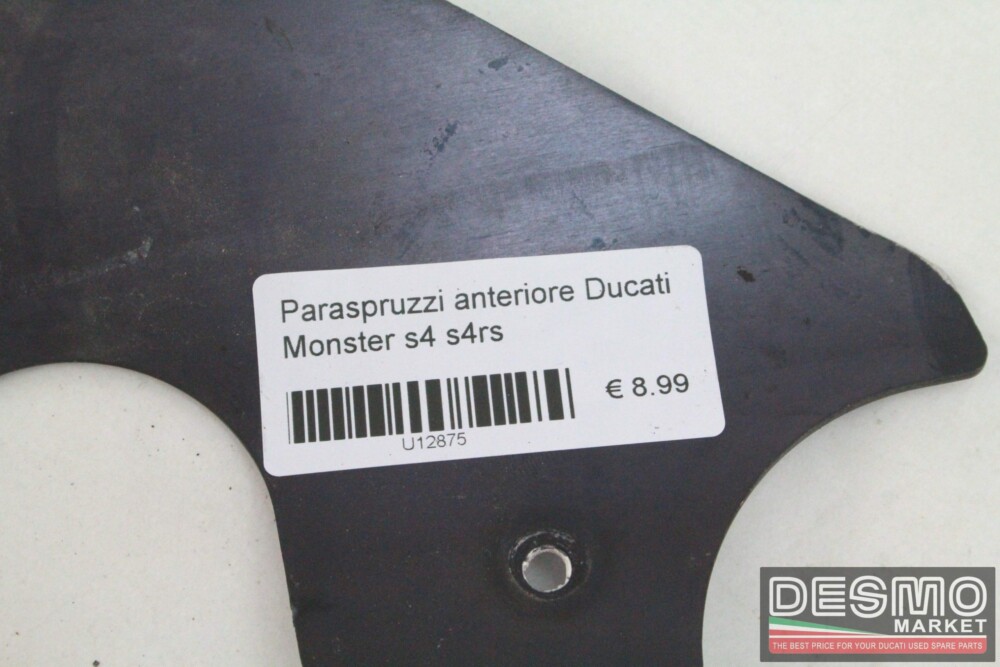 Paraspruzzi anteriore Ducati
Monster s4 s4rs
€ 8.99
U12875
DESMO
MARKET
THE BEST PRICE FOR YOUR DUCATI USED SPARE PARTS